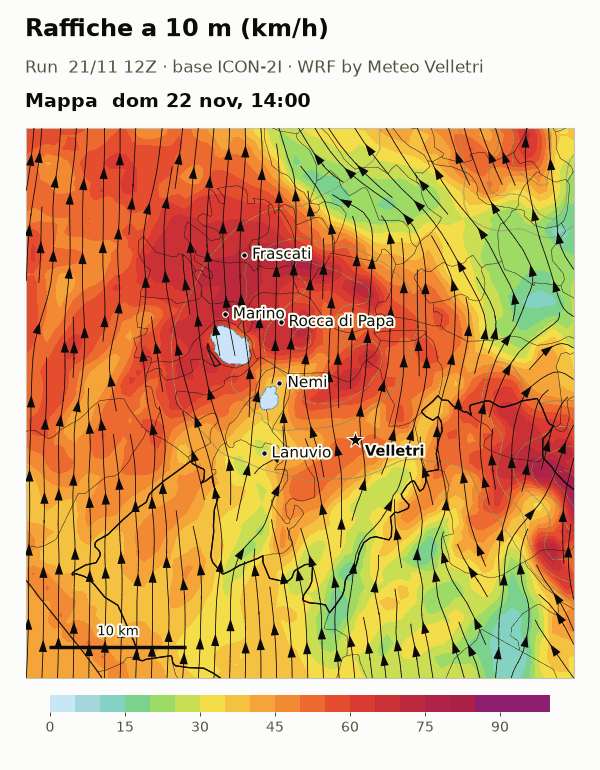 Raffiche a 10 m (km/h)
Run  21/11 12Z · base ICON-2I · WRF by Meteo Velletri
Mappa  dom 22 nov, 14:00
Frascati
Marino
Rocca di Papa
Nemi
Velletri
Lanuvio
10 km
0 15 30 45 60 75 90